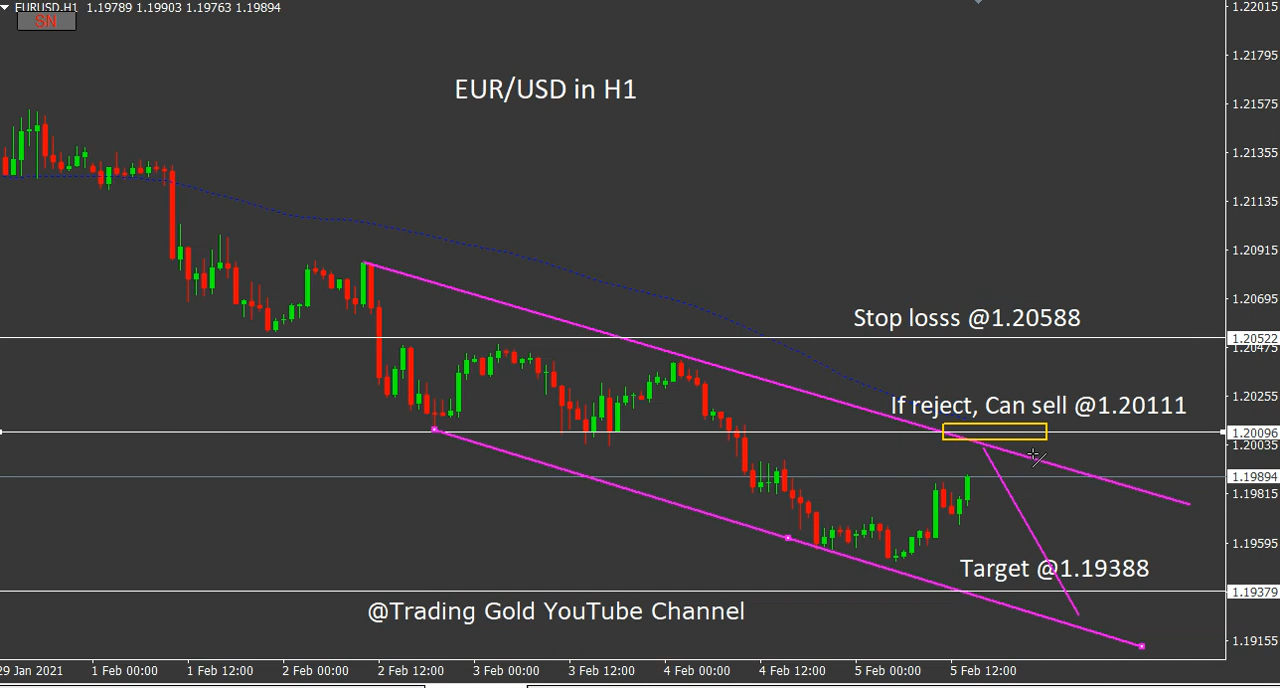 EURUSD,H1 1.19789 1.19903 1.19763 1.19894
SN
EUR/USD in H1
Stop losss @1.20588
If reject, Can sell @1.20111
Target @1.19388
@Trading Gold YouTube Channel
1.22015
1.21795
1.21575
1.21355
1.21135
1.20915
1.20695
1.20522
1.20475
1.20255
1.20096
1.20035
1.19894
1.19815
1.19595
1.19379
1.19155
29 Jan 2021 1 Feb 00:00 1 Feb 12:00 2 Feb 00:00 2 Feb 12:00 3 Feb 00:00 3 Feb 12:00 4 Feb 00:00 4 Feb 12:00 5 Feb 00:00 5 Feb 12:00